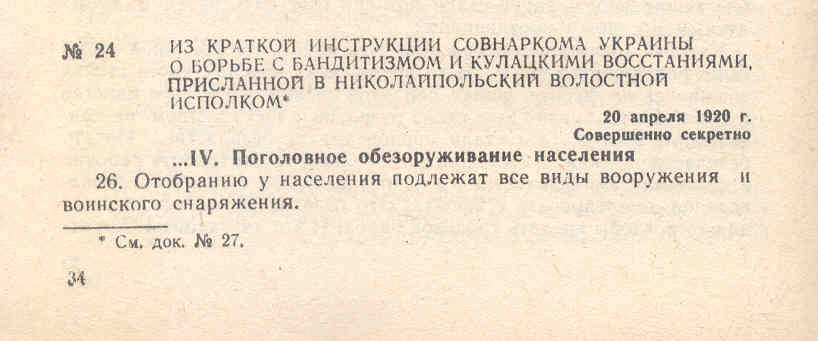 № 24
ИЗ КРАТКОЙ ИНСТРУКЦИИ СОВНАРКОМА УКРАИНЫ
О БОРЬБЕ С БАНДИТИЗМОМ И КУЛАЦКИМИ ВОССТАНИЯМИ,
ПРИСЛАННОЙ В НИКОЛАЙПОЛЬСКИЙ ВОЛОСТНОЙ
ИСПОЛКОМ*
20 апреля 1920 г.
Совершенно секретно
...IV. Поголовное обезоруживание населения
26. Отобранию у населения подлежат все виды вооружения и
воинского снаряжения.
* См. док. № 27.
34